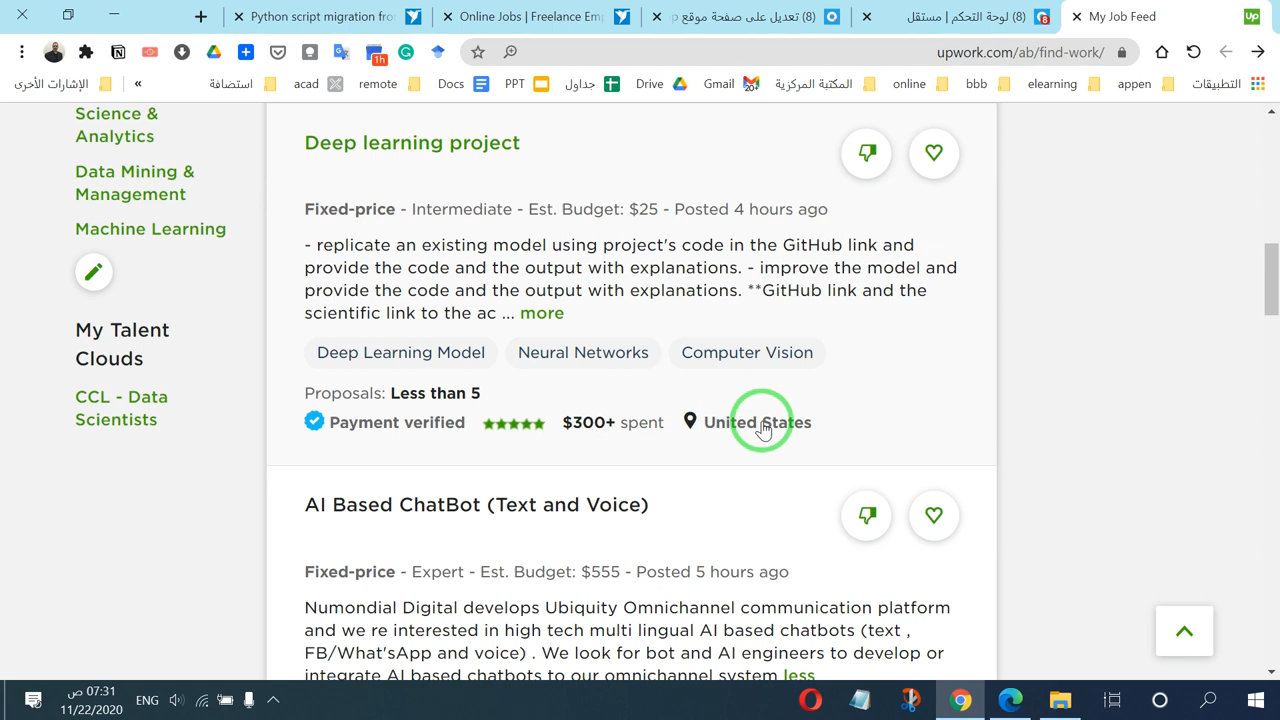 Python script migration from
Online Jobs | Freelance Emp
(8) تعديل على صفحة موقع
(8) لوحة التحكم | مستقل
My Job Feed
Up
upwork.com/ab/find-work/
1h
الإشارات الأخرى
«
استضافة
acad
remote
Docs
PPT
جداول
Drive
Gmail
20+
المكتبة المركزية
online
bbb
elearning
appen
التطبيقات
Science &
Analytics
Data Mining &
Management
Machine Learning
My Talent
Clouds
CCL - Data
Scientists
Deep learning project
Fixed-price - Intermediate - Est. Budget: $25 - Posted 4 hours ago
- replicate an existing model using project's code in the GitHub link and
provide the code and the output with explanations. - improve the model and
provide the code and the output with explanations. **GitHub link and the
scientific link to the ac ... more
Deep Learning Model
Neural Networks
Computer Vision
Proposals: Less than 5
Payment verified
$300+ spent
United States
AI Based ChatBot (Text and Voice)
Fixed-price - Expert - Est. Budget: $555 - Posted 5 hours ago
Numondial Digital develops Ubiquity Omnichannel communication platform
and we re interested in high tech multi lingual AI based chatbots (text ,
FB/What'sApp and voice) . We look for bot and AI engineers to develop or
integrate AI based chatbots to our omnichannel system less
07:31 ص
11/22/2020
ENG